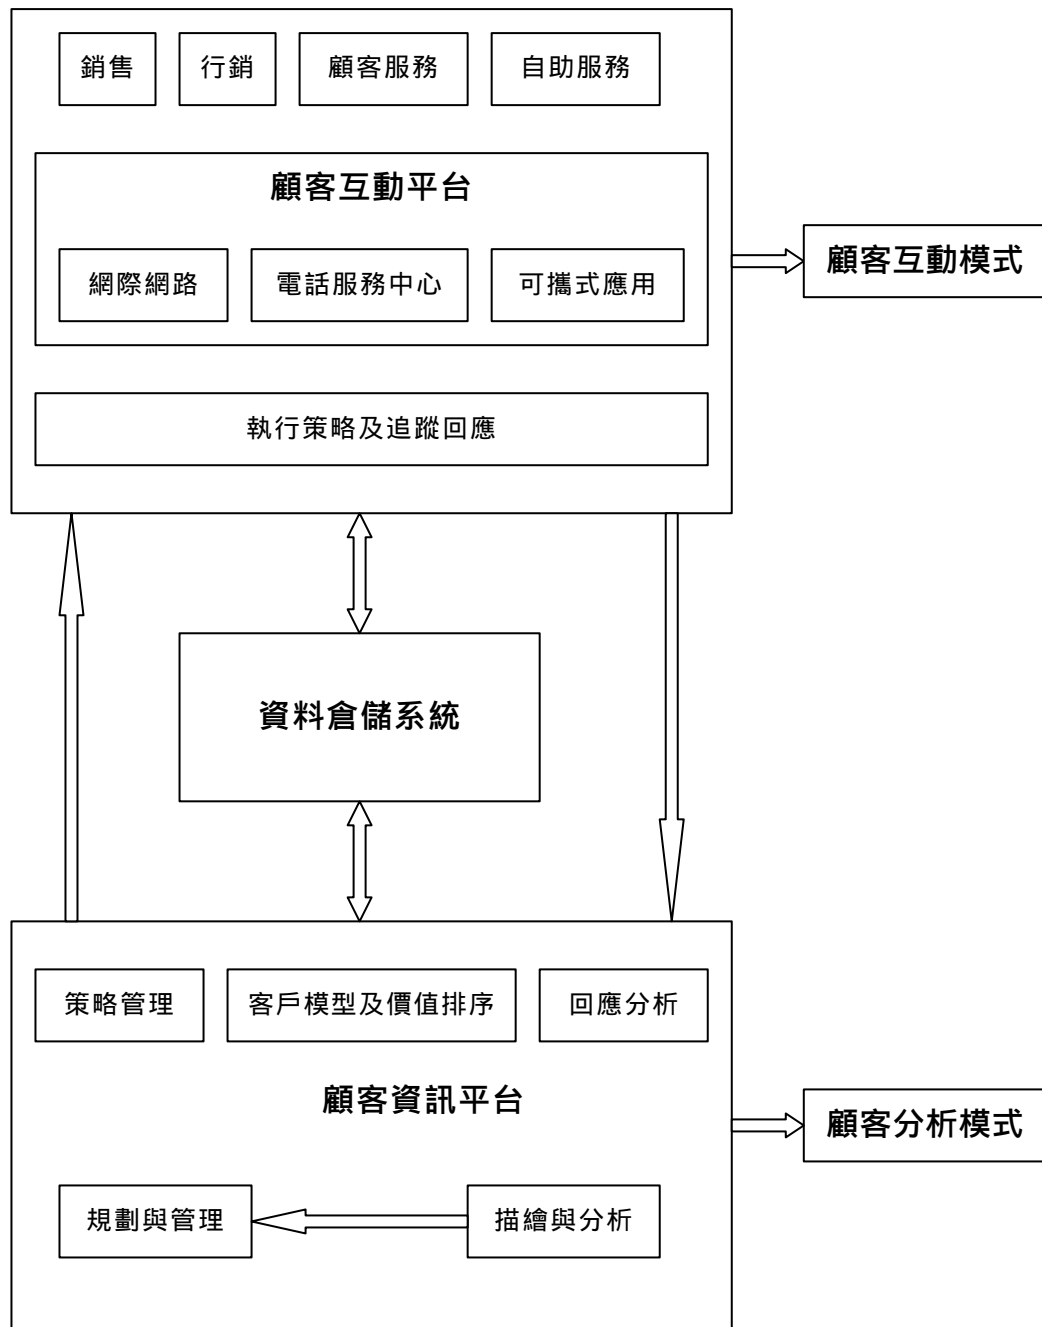 銷售
行銷
顧客服務
自助服務
顧客互動平台
網際網路
電話服務中心
可攜式應用
顧客互動模式
執行策略及追蹤回應
資料倉儲系統
策略管理
客戶模型及價值排序
回應分析
顧客資訊平台
顧客分析模式
規劃與管理
描繪與分析